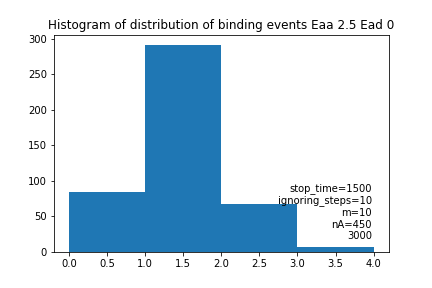 Histogram of distribution of binding events Eaa 2.5 Ead 0
300
250
200
150
100
50
0
stop_time=1500
ignoring_steps=10
m=10
nA=450
3000
0.0 0.5 1.0 1.5 2.0 2.5 3.0 3.5 4.0